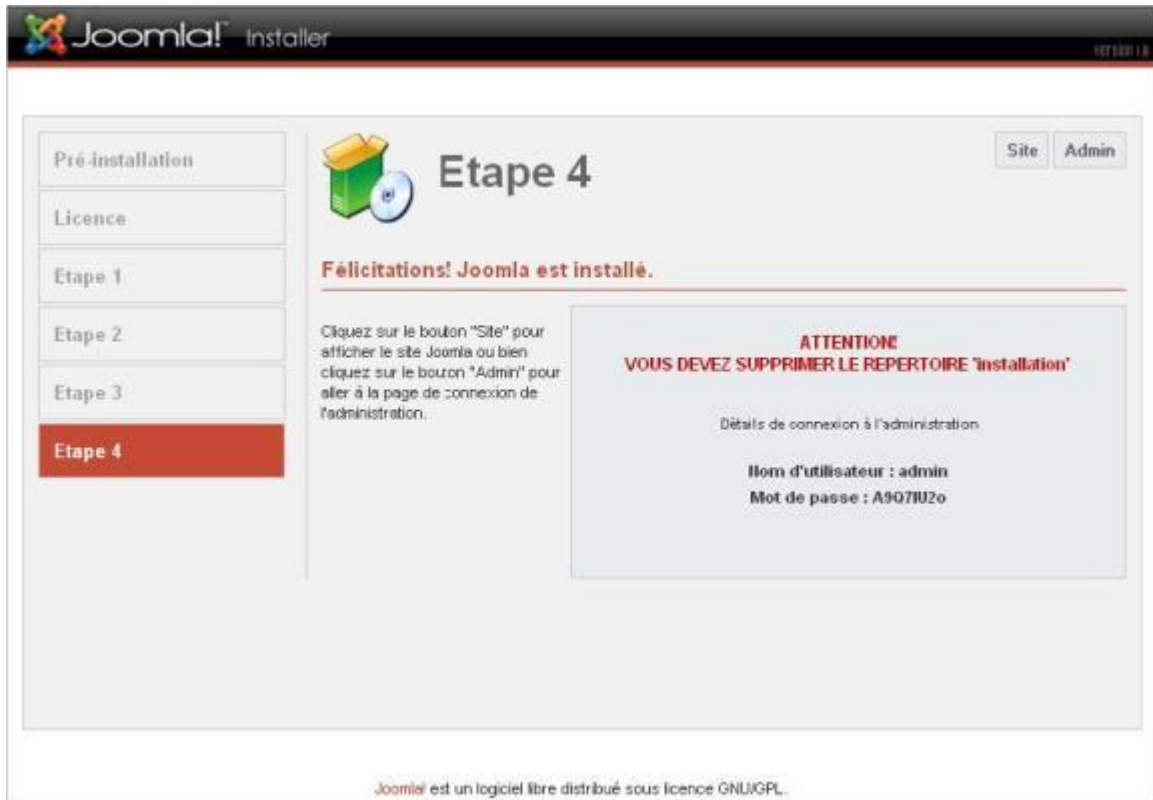 Joomla! Installer
Pré-installation
Licence
Etape 1
Etape 2
Etape 3
Etape 4
Etape 4
Site
Admin
Félicitations! Joomla est installé.
Cliquez sur le bouton "Site" pour
afficher le site Joomla ou bien
cliquez sur le bouton "Admin" pour
aller à la page de connexion de
l'administration.
ATTENTION!
VOUS DEVEZ SUPPRIMER LE REPERTOIRE 'installation'
Détails de connexion à l'administration
Nom d'utilisateur : admin
Mot de passe :
Joomla! est un logiciel libre distribué sous licence GNU/GPL.